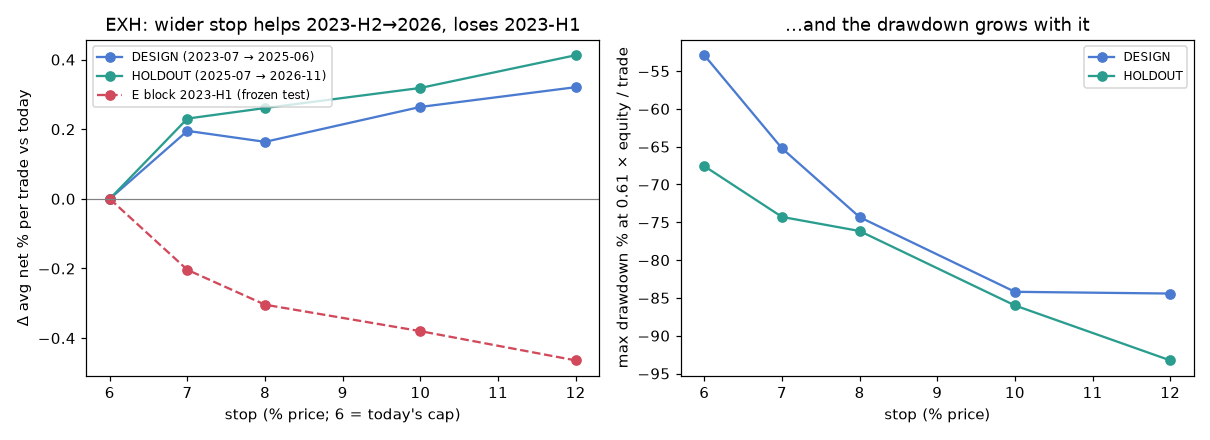 EXH: wider stop helps 2023-H2→2026, loses 2023-H1
Δ avg net % per trade vs today
0.4
0.2
0.0
−0.2
−0.4
DESIGN (2023-07 → 2025-06)
HOLDOUT (2025-07 → 2026-11)
E block 2023-H1 (frozen test)
6 7 8 9 10 11 12
stop (% price; 6 = today's cap)
...and the drawdown grows with it
max drawdown % at 0.61 × equity / trade
−55
−60
−65
−70
−75
−80
−85
−90
−95
DESIGN
HOLDOUT
6 7 8 9 10 11 12
stop (% price)